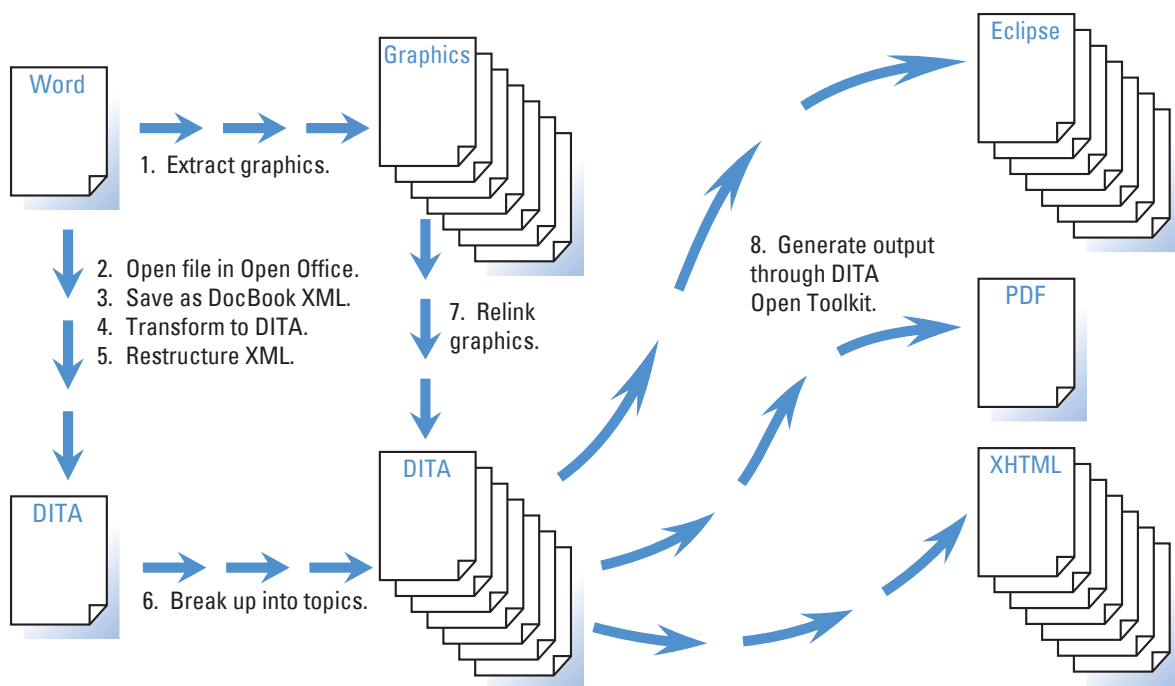 Word
Graphics
Eclipse
1. Extract graphics.
2. Open file in Open Office.
3. Save as DocBook XML.
4. Transform to DITA.
5. Restructure XML.
7. Relink
graphics.
8. Generate output
through DITA
Open Toolkit.
PDF
DITA
DITA
XHTML
6. Break up into topics.